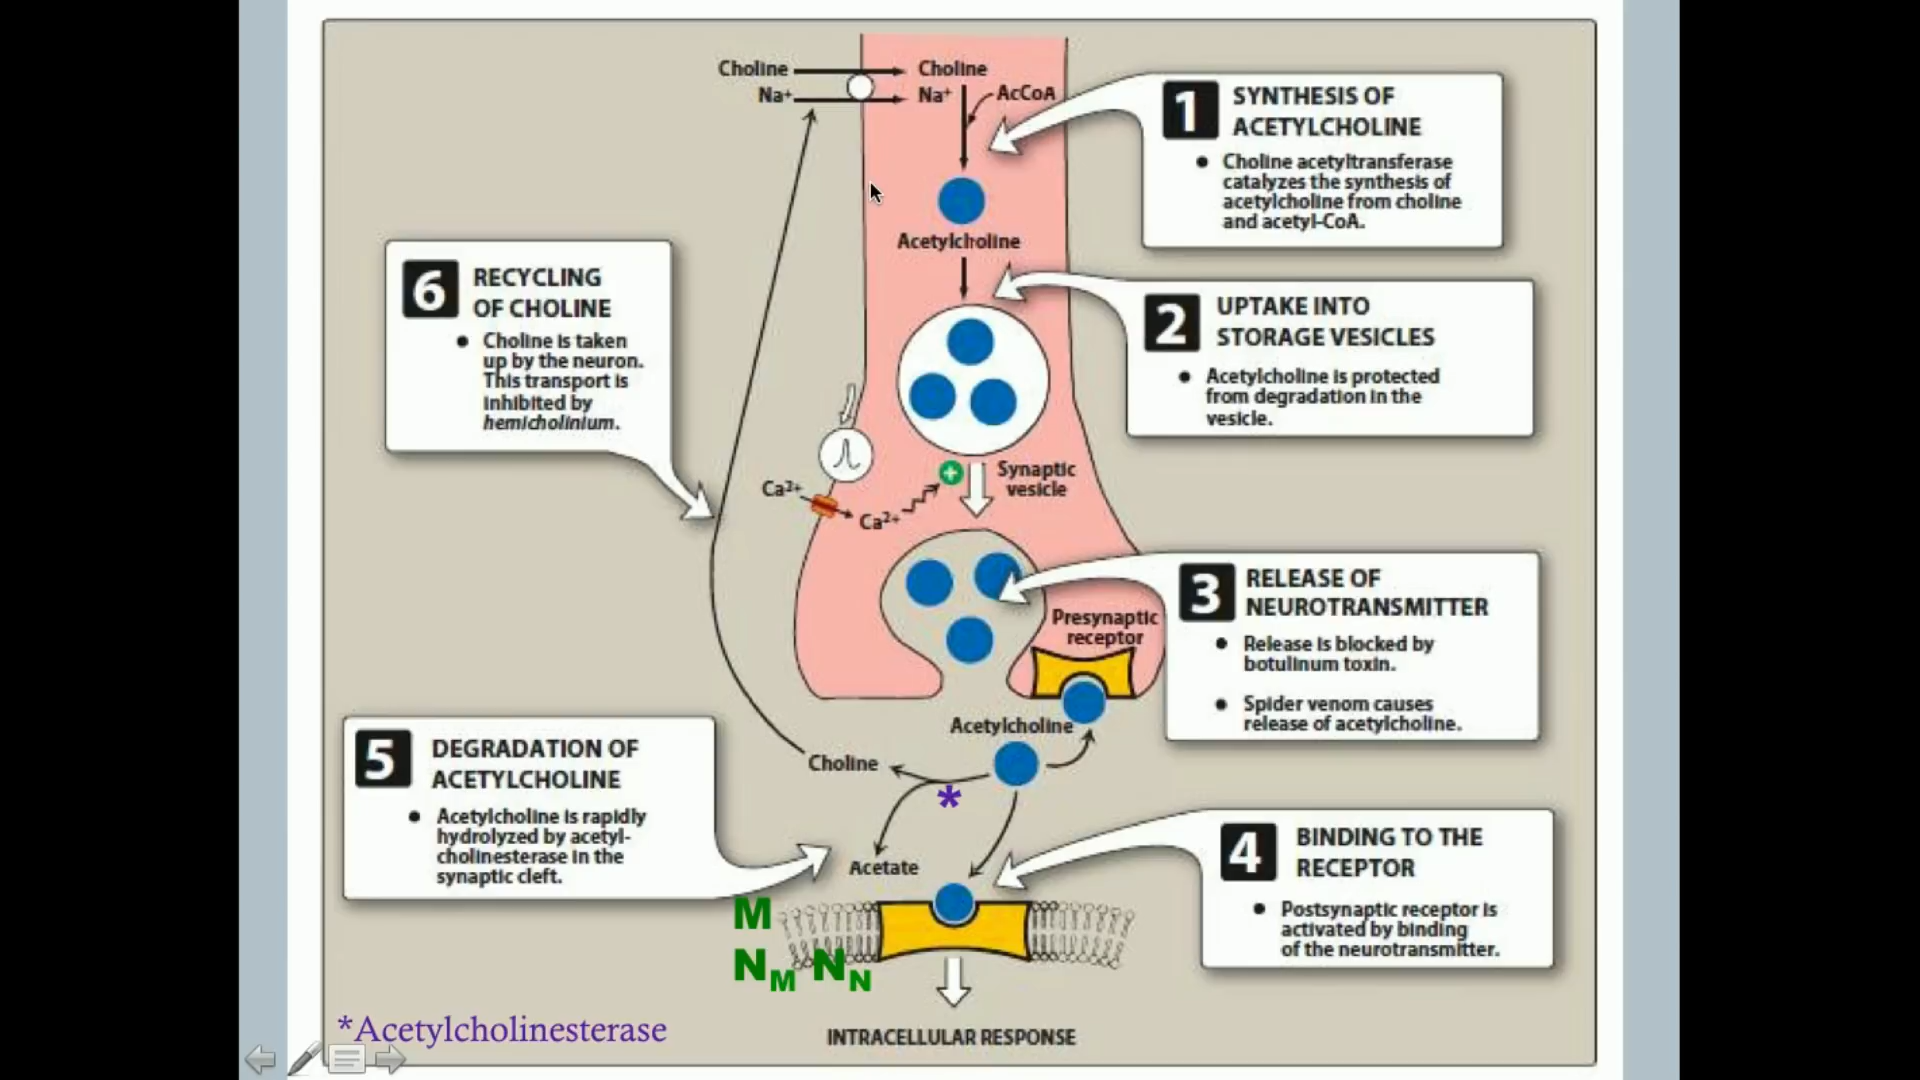 Choline
Na+
Choline
Na+
AcCoA
Acetylcholine
1
SYNTHESIS OF
ACETYLCHOLINE
• Choline acetyltransferase
catalyzes the synthesis of
acetylcholine from choline
and acetyl-CoA.
2
UPTAKE INTO
STORAGE VESICLES
• Acetylcholine is protected
from degradation in the
vesicle.
6
RECYCLING
OF CHOLINE
• Choline is taken
up by the neuron.
This transport is
inhibited by
hemicholinium.
Ca2+
Ca2+
+
Synaptic
vesicle
3
RELEASE OF
NEUROTRANSMITTER
• Release is blocked by
botulinum toxin.
• Spider venom causes
release of acetylcholine.
Presynaptic
receptor
Acetylcholine
Choline
*
Acetate
5
DEGRADATION OF
ACETYLCHOLINE
• Acetylcholine is rapidly
hydrolyzed by acetyl-
cholinesterase in the
synaptic cleft.
4
BINDING TO THE
RECEPTOR
• Postsynaptic receptor is
activated by binding
of the neurotransmitter.
M
NM NN
INTRACELLULAR RESPONSE
*Acetylcholinesterase